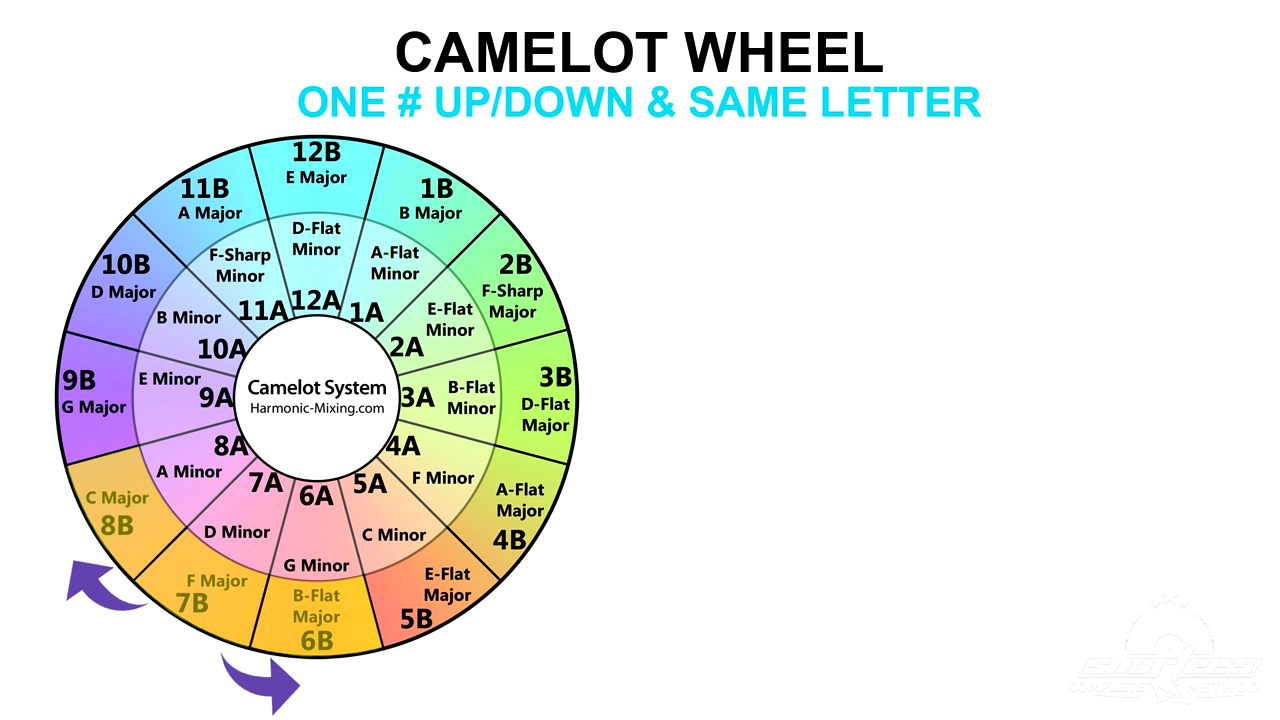 CAMELOT WHEEL
ONE # UP/DOWN & SAME LETTER
12B
E Major
1B
B Major
2B
F-Sharp
Major
3B
D-Flat
Major
A-Flat
Major
4B
E-Flat
Major
5B
B-Flat
Major
6B
F Major
7B
C Major
8B
9B
G Major
10B
D Major
11B
A Major
D-Flat
Minor
12A
A-Flat
Minor
1A
E-Flat
Minor
2A
B-Flat
Minor
3A
4A
F Minor
5A
C Minor
6A
G Minor
7A
D Minor
8A
A Minor
E Minor
9A
B Minor
10A
F-Sharp
Minor
11A
Camelot System
Harmonic-Mixing.com
COMPLETE METHOD